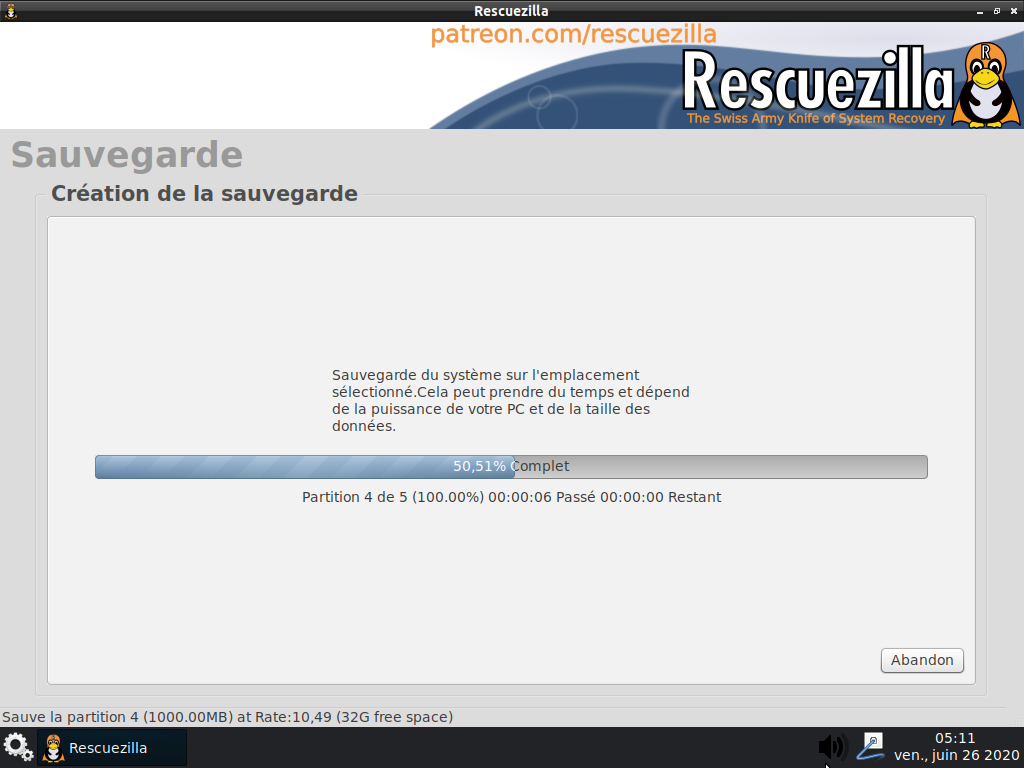 Rescuezilla
patreon.com/rescuezilla
R
Rescuezilla
The Swiss Army Knife of System Recovery
Sauvegarde
Création de la sauvegarde
Sauvegarde du système sur l'emplacement
sélectionné.Cela peut prendre du temps et dépend
de la puissance de votre PC et de la taille des
données.
50,51% Complet
Partition 4 de 5 (100.00%) 00:00:06 Passé 00:00:00 Restant
Abandon
Sauve la partition 4 (1000.00MB) at Rate:10,49 (32G free space)
Rescuezilla
05:11
ven., juin 26 2020